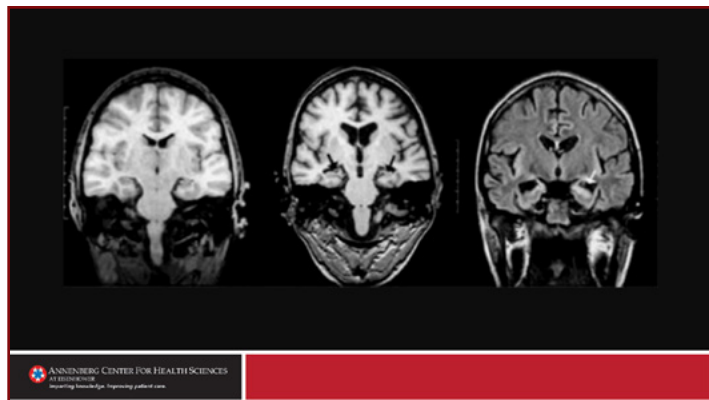 ANNENBERG CENTER FOR HEALTH SCIENCES
AT EISENHOWER
Imparting knowledge. Improving patient care.